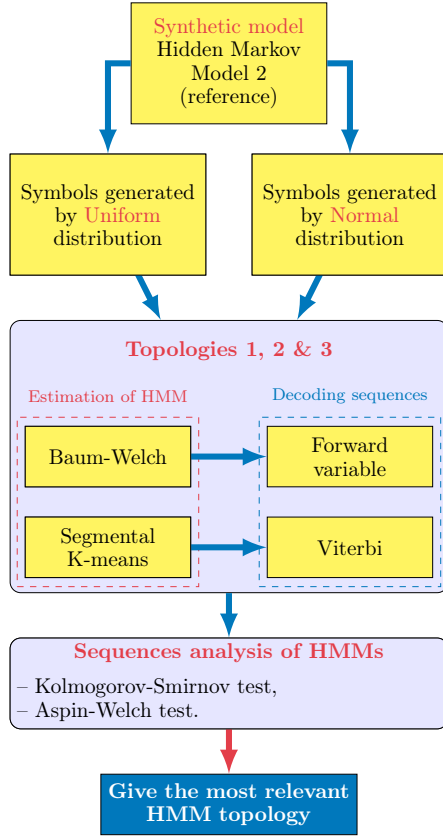 Synthetic model
Hidden Markov
Model 2
(reference)
Symbols generated
by Uniform
distribution
Symbols generated
by Normal
distribution
Topologies 1, 2 & 3
Estimation of HMM
Decoding sequences
Baum-Welch
Forward
variable
Segmental
K-means
Viterbi
Sequences analysis of HMMs
– Kolmogorov-Smirnov test,
– Aspin-Welch test.
Give the most relevant
HMM topology